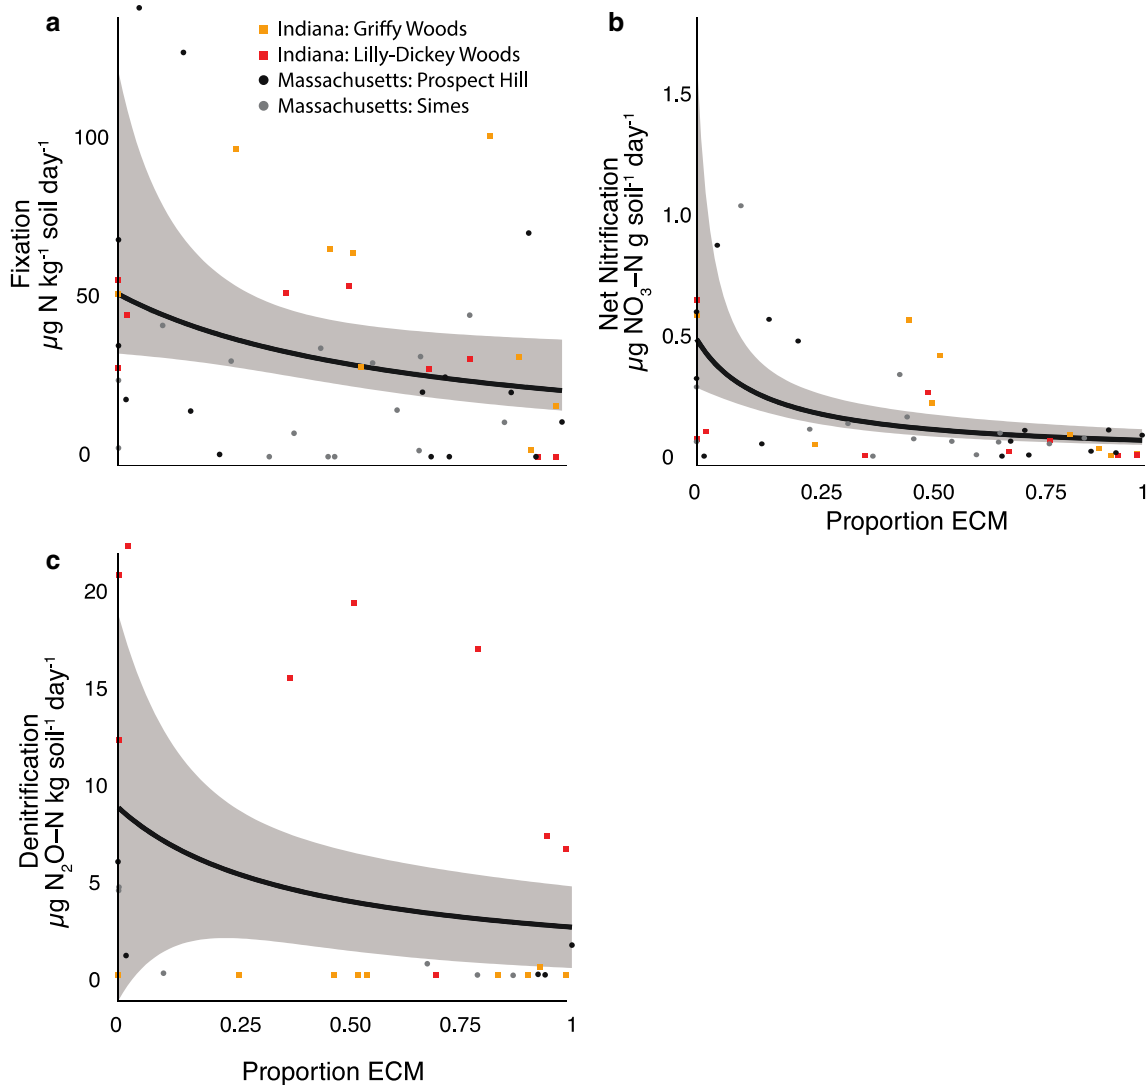 a
Indiana: Griffy Woods
Indiana: Lilly-Dickey Woods
Massachusetts: Prospect Hill
Massachusetts: Simes
Fixation
µg N kg⁻¹ soil day⁻¹
100
50
0
b
Net Nitrification
µg NO₃–N g soil⁻¹ day⁻¹
1.5
1.0
0.5
0
0 0.25 0.50 0.75 1
Proportion ECM
c
Denitrification
µg N₂O–N kg soil⁻¹ day⁻¹
20
15
10
5
0
0 0.25 0.50 0.75 1
Proportion ECM